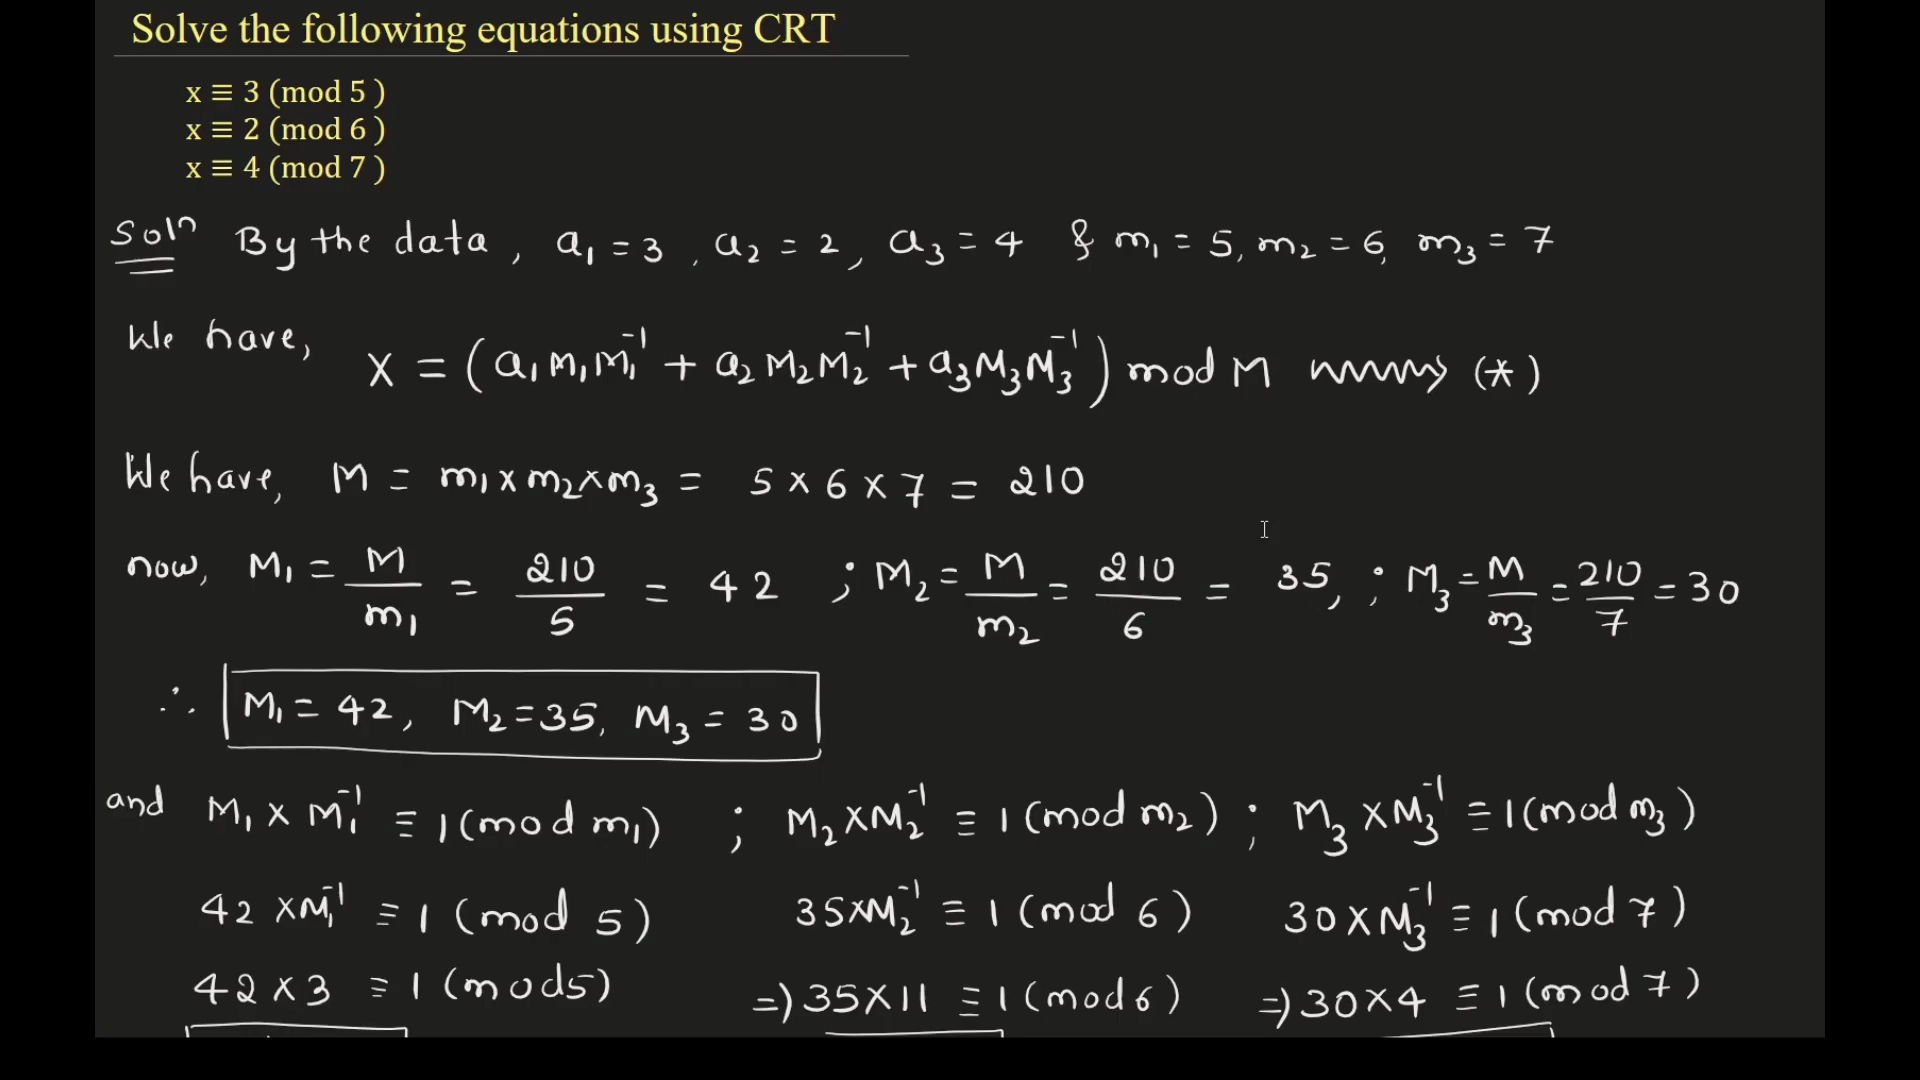 Solve the following equations using CRT
x ≡ 3 (mod 5 )
x ≡ 2 (mod 6 )
x ≡ 4 (mod 7 )
Soln By the data, a₁ = 3, a₂ = 2, a₃ = 4 & m₁ = 5, m₂ = 6, m₃ = 7
We have, X = (a₁M₁M₁⁻¹ + a₂M₂M₂⁻¹ + a₃M₃M₃⁻¹) mod M (*)
We have, M = m₁ × m₂ × m₃ = 5 × 6 × 7 = 210
now, M₁ = M/m₁ = 210/5 = 42 ; M₂ = M/m₂ = 210/6 = 35, ; M₃ = M/m₃ = 210/7 = 30
∴ M₁ = 42, M₂ = 35, M₃ = 30
and M₁ × M₁⁻¹ ≡ 1 (mod m₁) ; M₂ × M₂⁻¹ ≡ 1 (mod m₂) ; M₃ × M₃⁻¹ ≡ 1 (mod m₃)
42 × M₁⁻¹ ≡ 1 (mod 5) 35 × M₂⁻¹ ≡ 1 (mod 6) 30 × M₃⁻¹ ≡ 1 (mod 7)
42 × 3 ≡ 1 (mod 5) ⇒ 35 × 11 ≡ 1 (mod 6) ⇒ 30 × 4 ≡ 1 (mod 7)